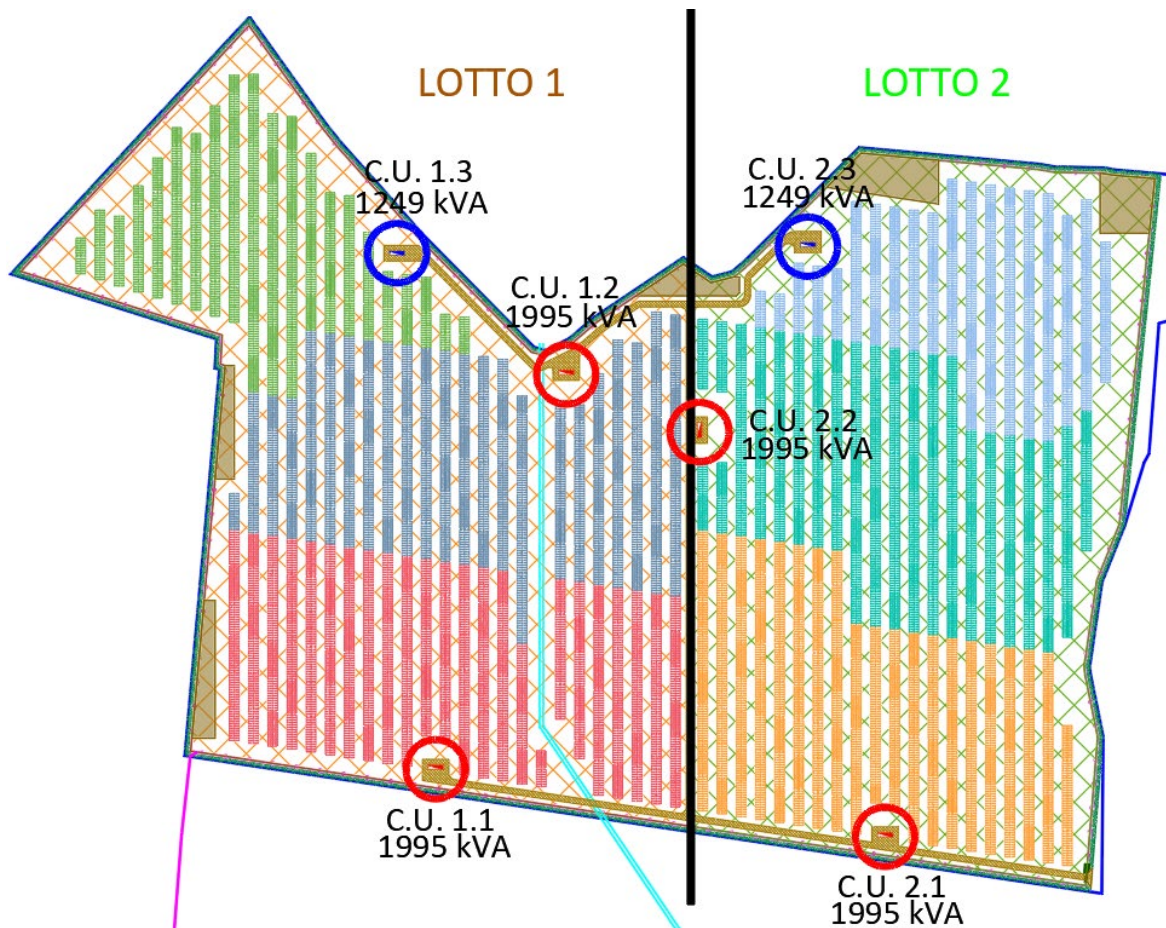 LOTTO 1
LOTTO 2
C.U. 1.3
1249 kVA
C.U. 2.3
1249 kVA
C.U. 1.2
1995 kVA
C.U. 2.2
1995 kVA
C.U. 1.1
1995 kVA
C.U. 2.1
1995 kVA